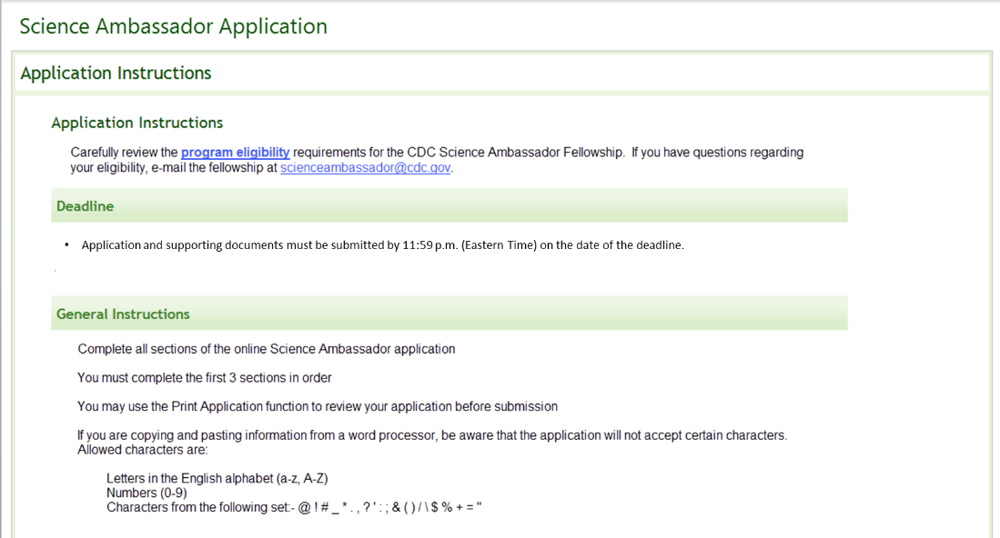 Science Ambassador Application
Application Instructions
Application Instructions
Carefully review the program eligibility requirements for the CDC Science Ambassador Fellowship.  If you have questions regarding
your eligibility, e-mail the fellowship at scienceambassador@cdc.gov.
Deadline
• Application and supporting documents must be submitted by 11:59 p.m. (Eastern Time) on the date of the deadline.
General Instructions
Complete all sections of the online Science Ambassador application
You must complete the first 3 sections in order
You may use the Print Application function to review your application before submission
If you are copying and pasting information from a word processor, be aware that the application will not accept certain characters.
Allowed characters are:
Letters in the English alphabet (a-z, A-Z)
Numbers (0-9)
Characters from the following set:- @ ! # _ * . , ? ' : ; & ( ) / \ $ % + = "